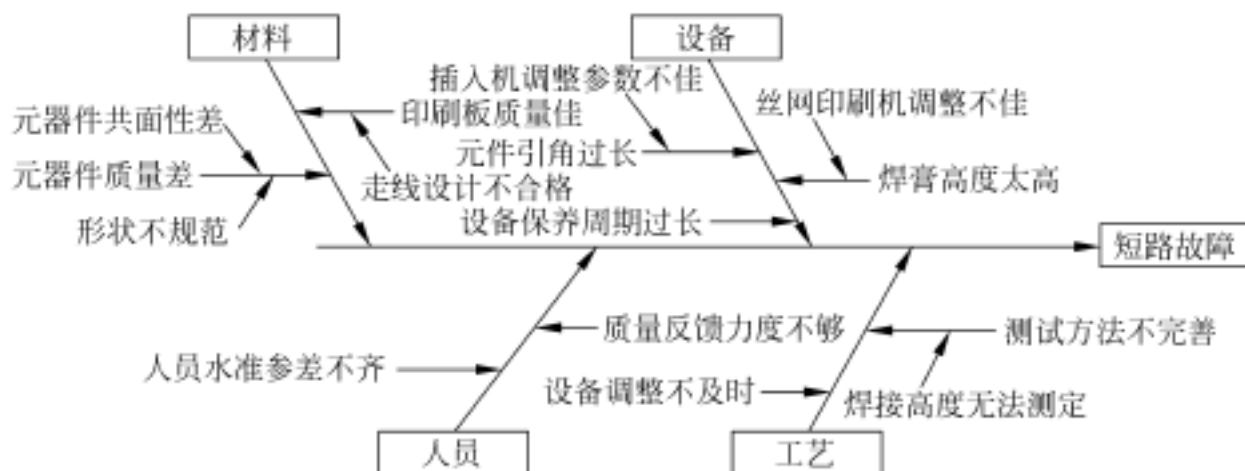 材料
设备
插入机调整参数不佳
丝网印刷机调整不佳
元器件共面性差
印刷板质量佳
元件引角过长
元器件质量差
走线设计不合格
焊膏高度太高
形状不规范
设备保养周期过长
短路故障
质量反馈力度不够
测试方法不完善
人员水准参差不齐
设备调整不及时
焊接高度无法测定
人员
工艺